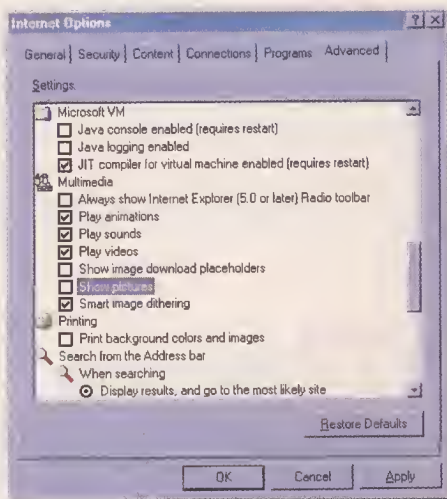 Internet Options
General Security Content Connections Programs Advanced
Settings:
Microsoft VM
Java console enabled (requires restart)
Java logging enabled
JIT compiler for virtual machine enabled (requires restart)
Multimedia
Always show Internet Explorer (5.0 or later) Radio toolbar
Play animations
Play sounds
Play videos
Show image download placeholders
Show pictures
Smart image dithering
Printing
Print background colors and images
Search from the Address bar
When searching
Display results, and go to the most likely site
Restore Defaults
OK Cancel Apply